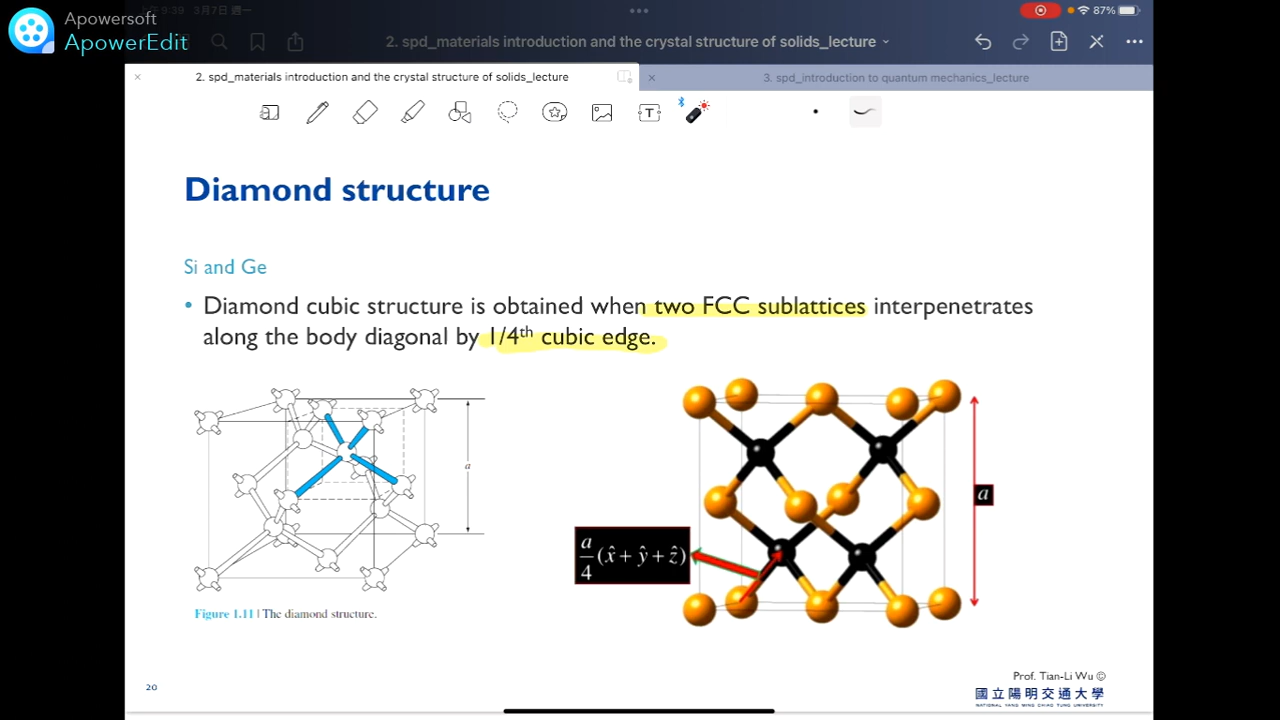 Apowersoft
ApowerEdit
上午9:39 3月7日 週一
87%
2. spd_materials introduction and the crystal structure of solids_lecture
2. spd_materials introduction and the crystal structure of solids_lecture
3. spd_introduction to quantum mechanics_lecture
T
Diamond structure
Si and Ge
• Diamond cubic structure is obtained when two FCC sublattices interpenetrates
along the body diagonal by 1/4th cubic edge.
a
a
a/4 (x̂ + ŷ + ẑ)
Figure 1.11 | The diamond structure.
20
Prof. Tian-Li Wu ©
國立陽明交通大學
NATIONAL YANG MING CHIAO TUNG UNIVERSITY